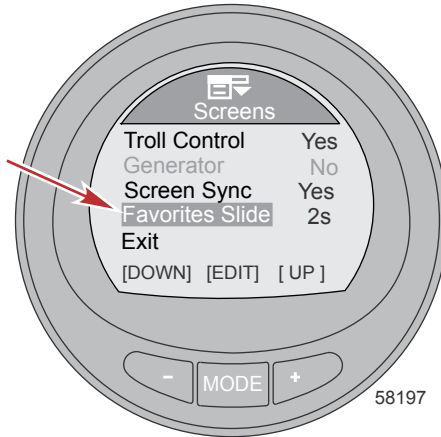 Screens
Troll Control Yes
Generator No
Screen Sync Yes
Favorites Slide 2s
Exit
[DOWN] [EDIT] [ UP ]
- MODE +
58197